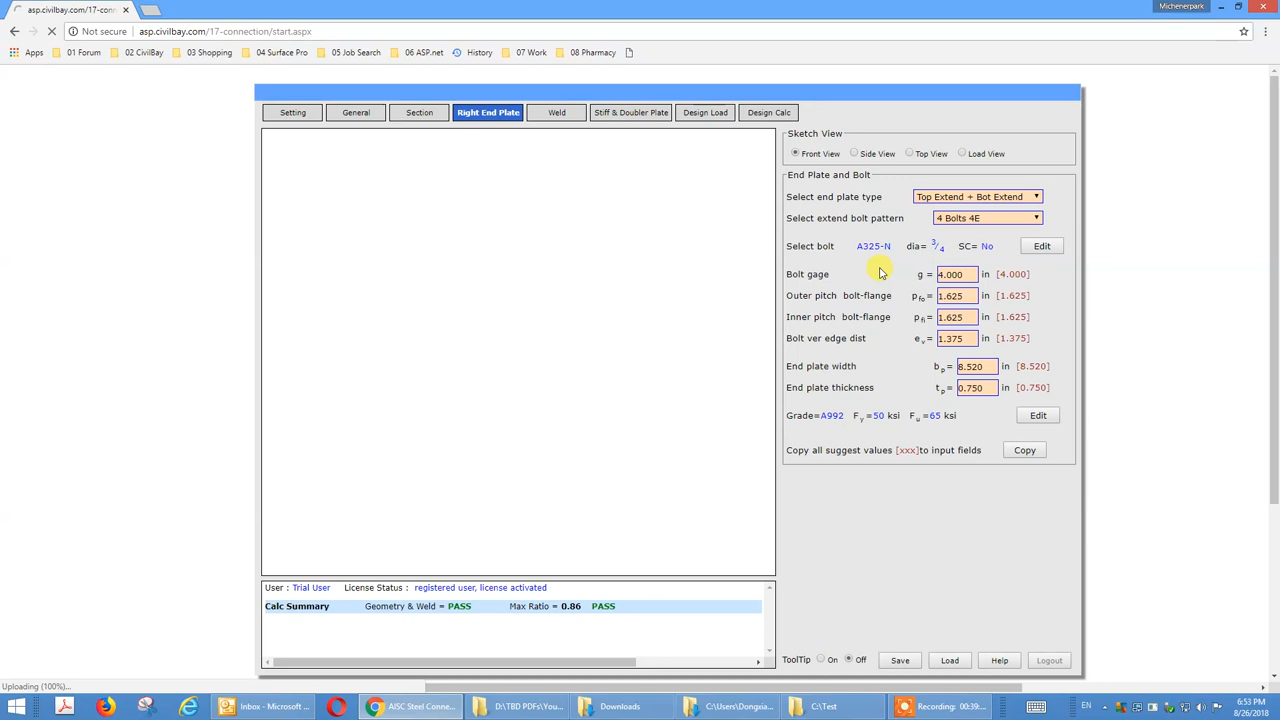 asp.civilbay.com/17-conn
Michenerpark
Not secure asp.civilbay.com/17-connection/start.aspx
Apps 01 Forum 02 CivilBay 03 Shopping 04 Surface Pro 05 Job Search 06 ASP.net History 07 Work 08 Pharmacy
Setting General Section Right End Plate Weld Stiff & Doubler Plate Design Load Design Calc
Sketch View
Front View Side View Top View Load View
End Plate and Bolt
Select end plate type Top Extend + Bot Extend
Select extend bolt pattern 4 Bolts 4E
Select bolt A325-N dia= 3/4 SC= No Edit
Bolt gage g = 4.000 in [4.000]
Outer pitch bolt-flange pfo = 1.625 in [1.625]
Inner pitch bolt-flange pfi = 1.625 in [1.625]
Bolt ver edge dist ev = 1.375 in [1.375]
End plate width bp = 8.520 in [8.520]
End plate thickness tp = 0.750 in [0.750]
Grade=A992 Fy =50 ksi Fu =65 ksi Edit
Copy all suggest values [xxx]to input fields Copy
User : Trial User License Status : registered user, license activated
Calc Summary Geometry & Weld = PASS Max Ratio = 0.86 PASS
ToolTip On Off Save Load Help Logout
Uploading (100%)...
Inbox - Microsoft ... AISC Steel Conne... D:\TBD PDFs\You... Downloads C:\Users\Dongxia... C:\Test Recording: 00:39:... EN 6:53 PM
8/26/2018